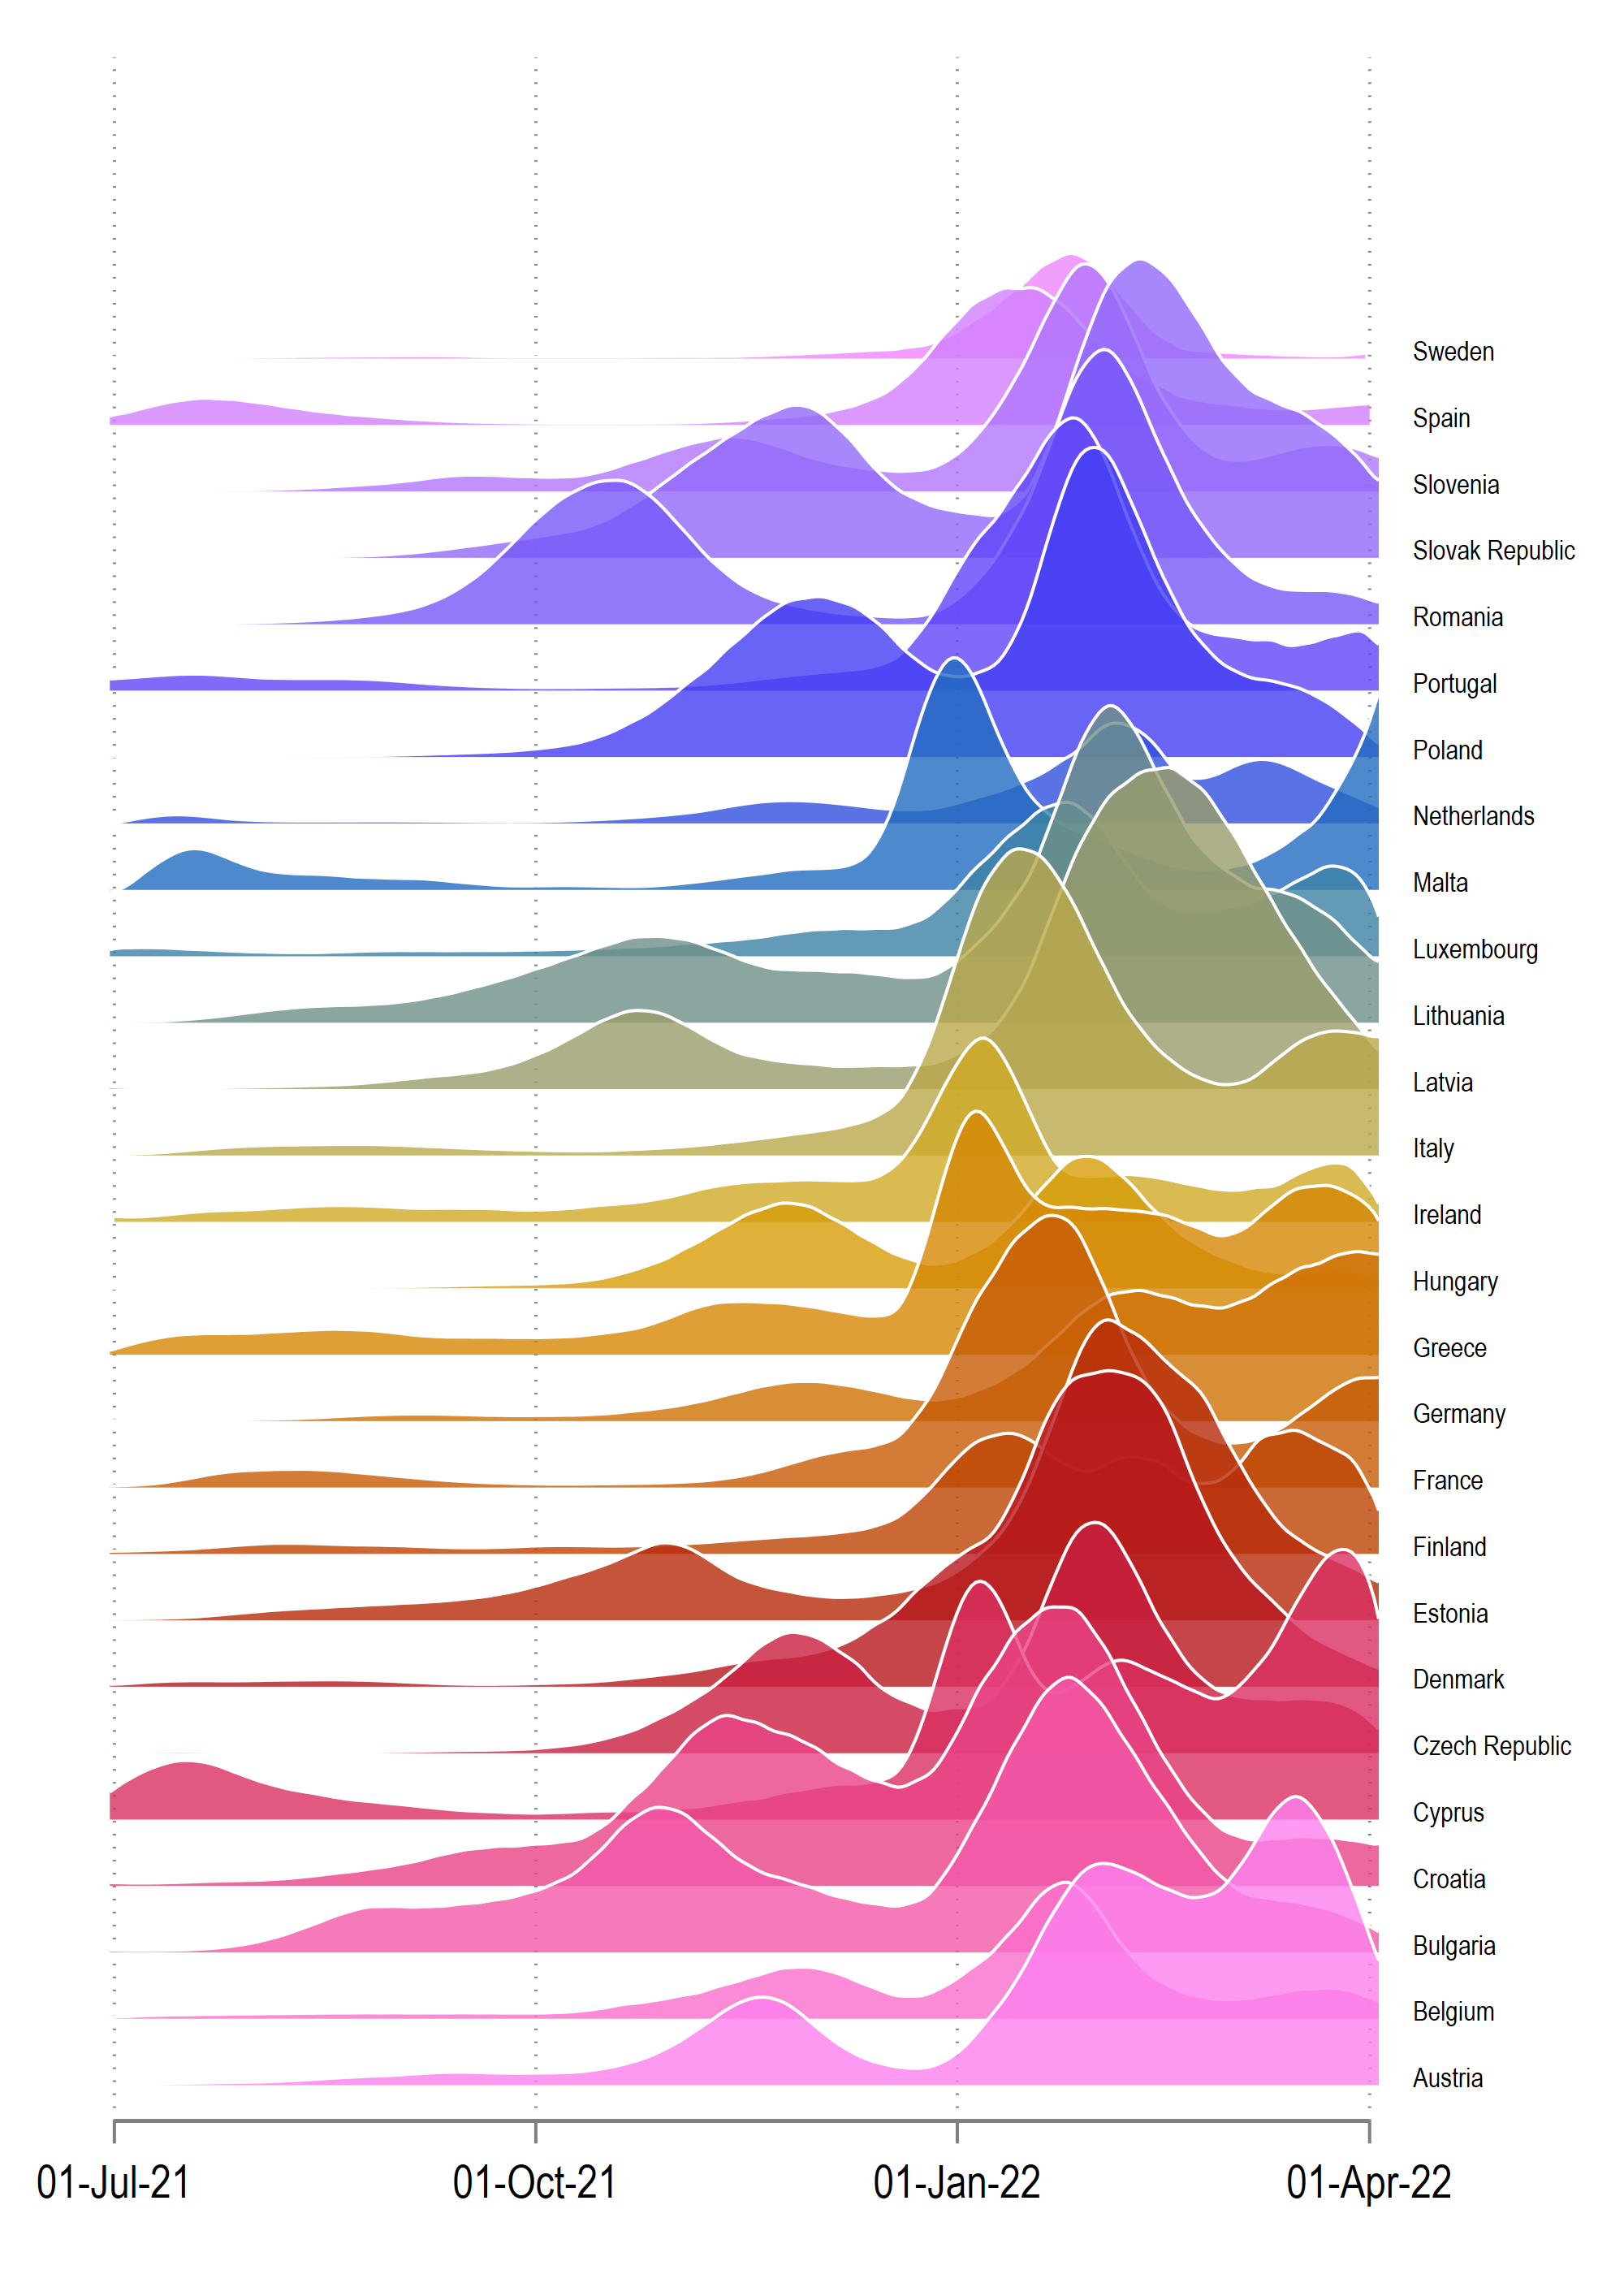 Sweden
Spain
Slovenia
Slovak Republic
Romania
Portugal
Poland
Netherlands
Malta
Luxembourg
Lithuania
Latvia
Italy
Ireland
Hungary
Greece
Germany
France
Finland
Estonia
Denmark
Czech Republic
Cyprus
Croatia
Bulgaria
Belgium
Austria
01-Jul-21 01-Oct-21 01-Jan-22 01-Apr-22